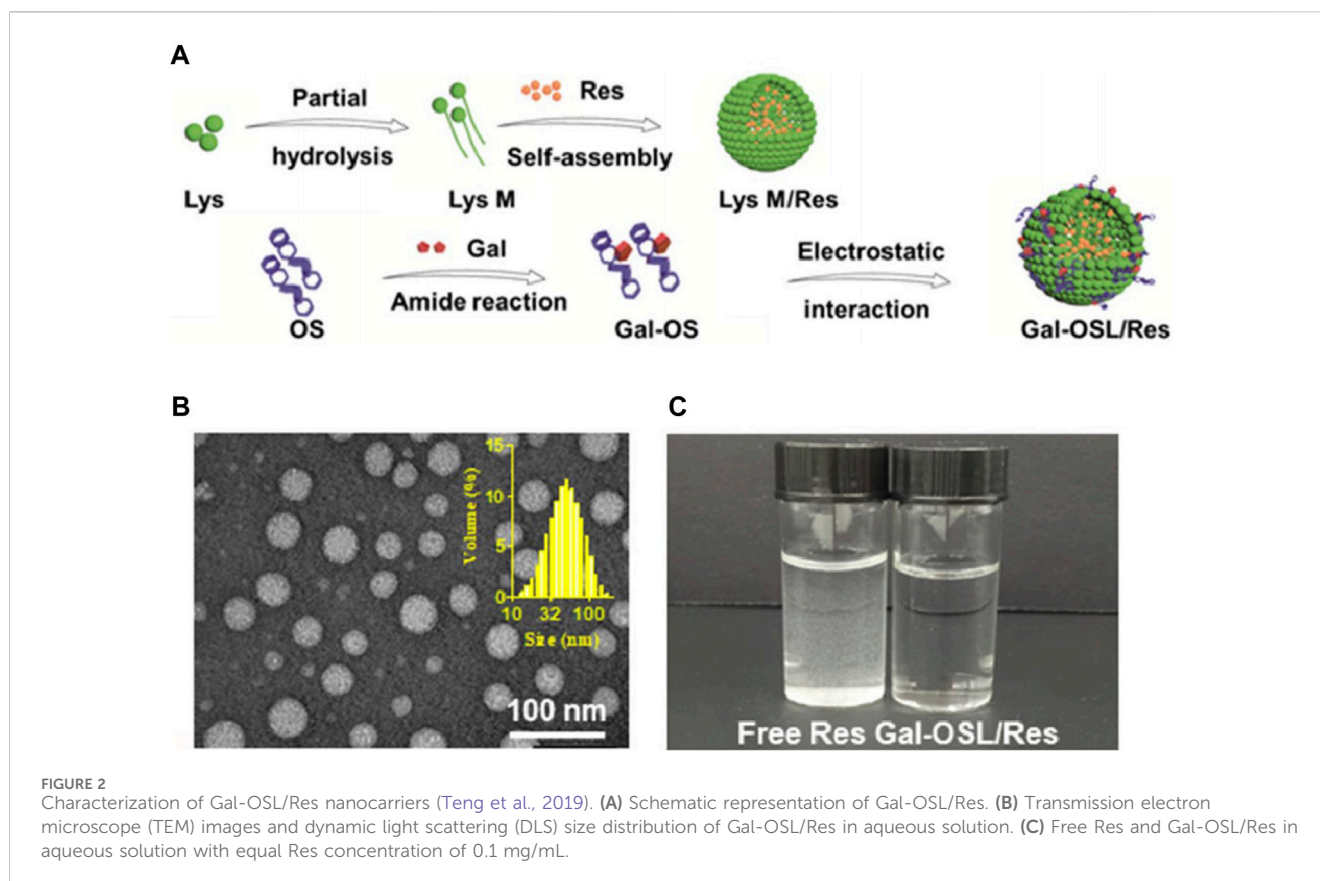 A
Partial
hydrolysis
Res
Self-assembly
Lys
Lys M
Lys M/Res
Gal
Amide reaction
OS
Gal-OS
Electrostatic
interaction
Gal-OSL/Res
B
Volume (%)
15
10
5
0
10 32 100
Size (nm)
100 nm
C
Free Res Gal-OSL/Res
FIGURE 2
Characterization of Gal-OSL/Res nanocarriers (Teng et al., 2019). (A) Schematic representation of Gal-OSL/Res. (B) Transmission electron
microscope (TEM) images and dynamic light scattering (DLS) size distribution of Gal-OSL/Res in aqueous solution. (C) Free Res and Gal-OSL/Res in
aqueous solution with equal Res concentration of 0.1 mg/mL.